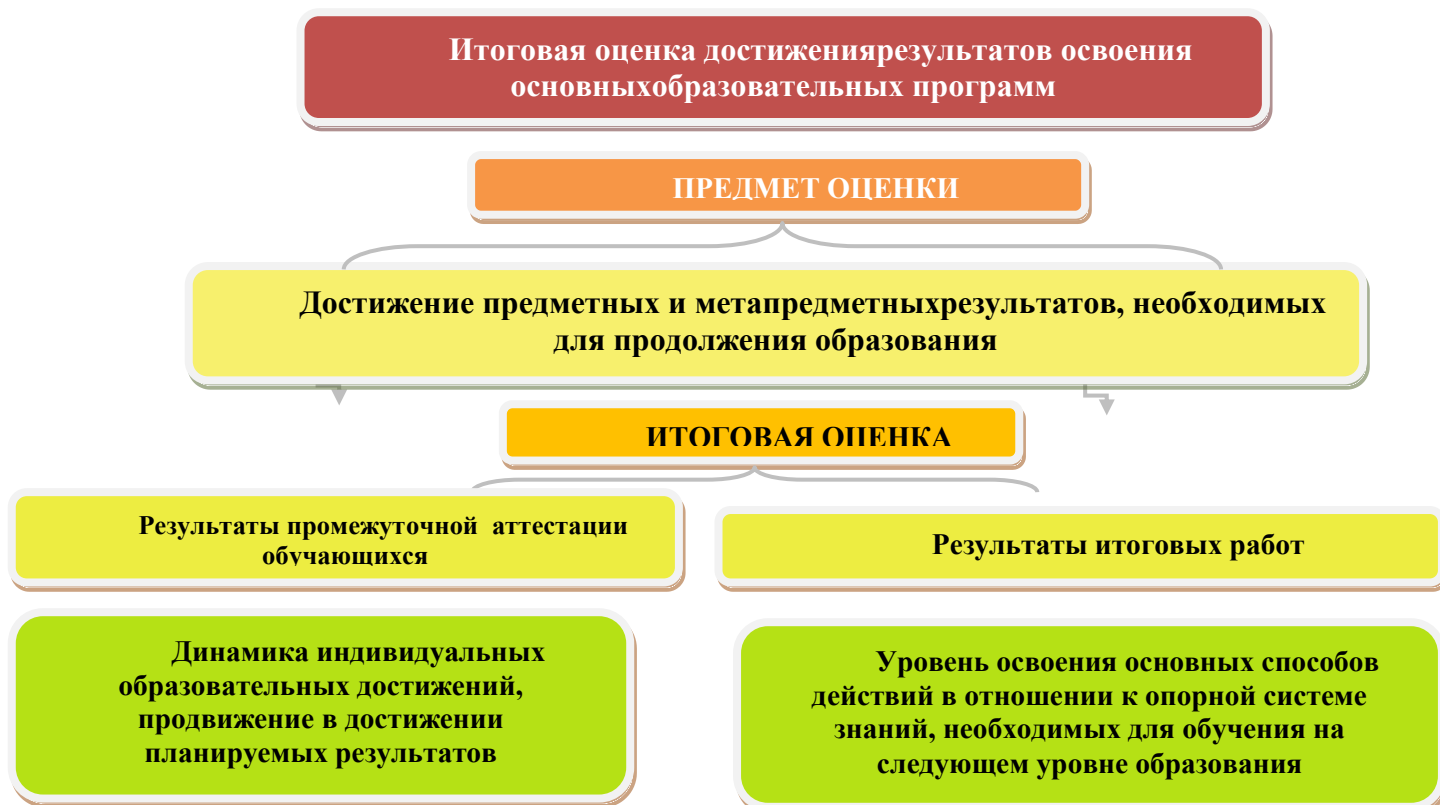 Итоговая оценка достижениярезультатов освоения
основныхобразовательных программ
ПРЕДМЕТ ОЦЕНКИ
Достижение предметных и метапредметныхрезультатов, необходимых
для продолжения образования
ИТОГОВАЯ ОЦЕНКА
Результаты промежуточной аттестации
обучающихся
Результаты итоговых работ
Динамика индивидуальных
образовательных достижений,
продвижение в достижении
планируемых результатов
Уровень освоения основных способов
действий в отношении к опорной системе
знаний, необходимых для обучения на
следующем уровне образования